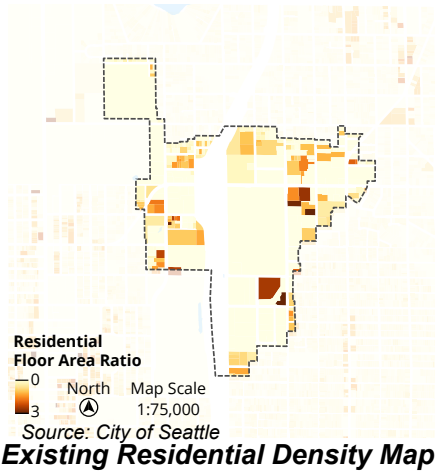 Residential
Floor Area Ratio
0
3
North
Map Scale
1:75,000
Source: City of Seattle
Existing Residential Density Map